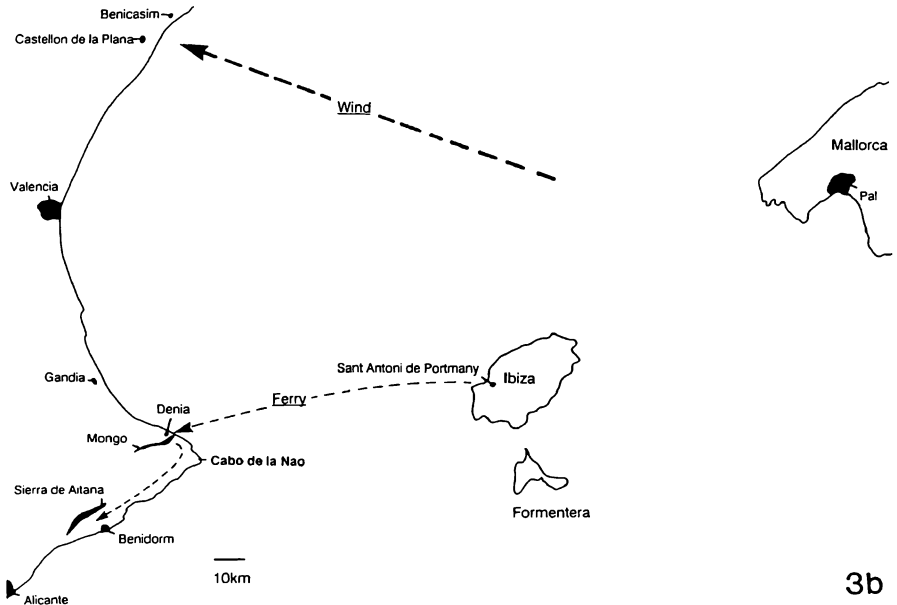 Benicasim
Castellon de la Plana
Wind
Mallorca
Pal
Valencia
Sant Antoni de Portmany
Ibiza
Gandia
Ferry
Denia
Mongo
Cabo de la Nao
Sierra de Aitana
Formentera
Benidorm
10km
Alicante
3b